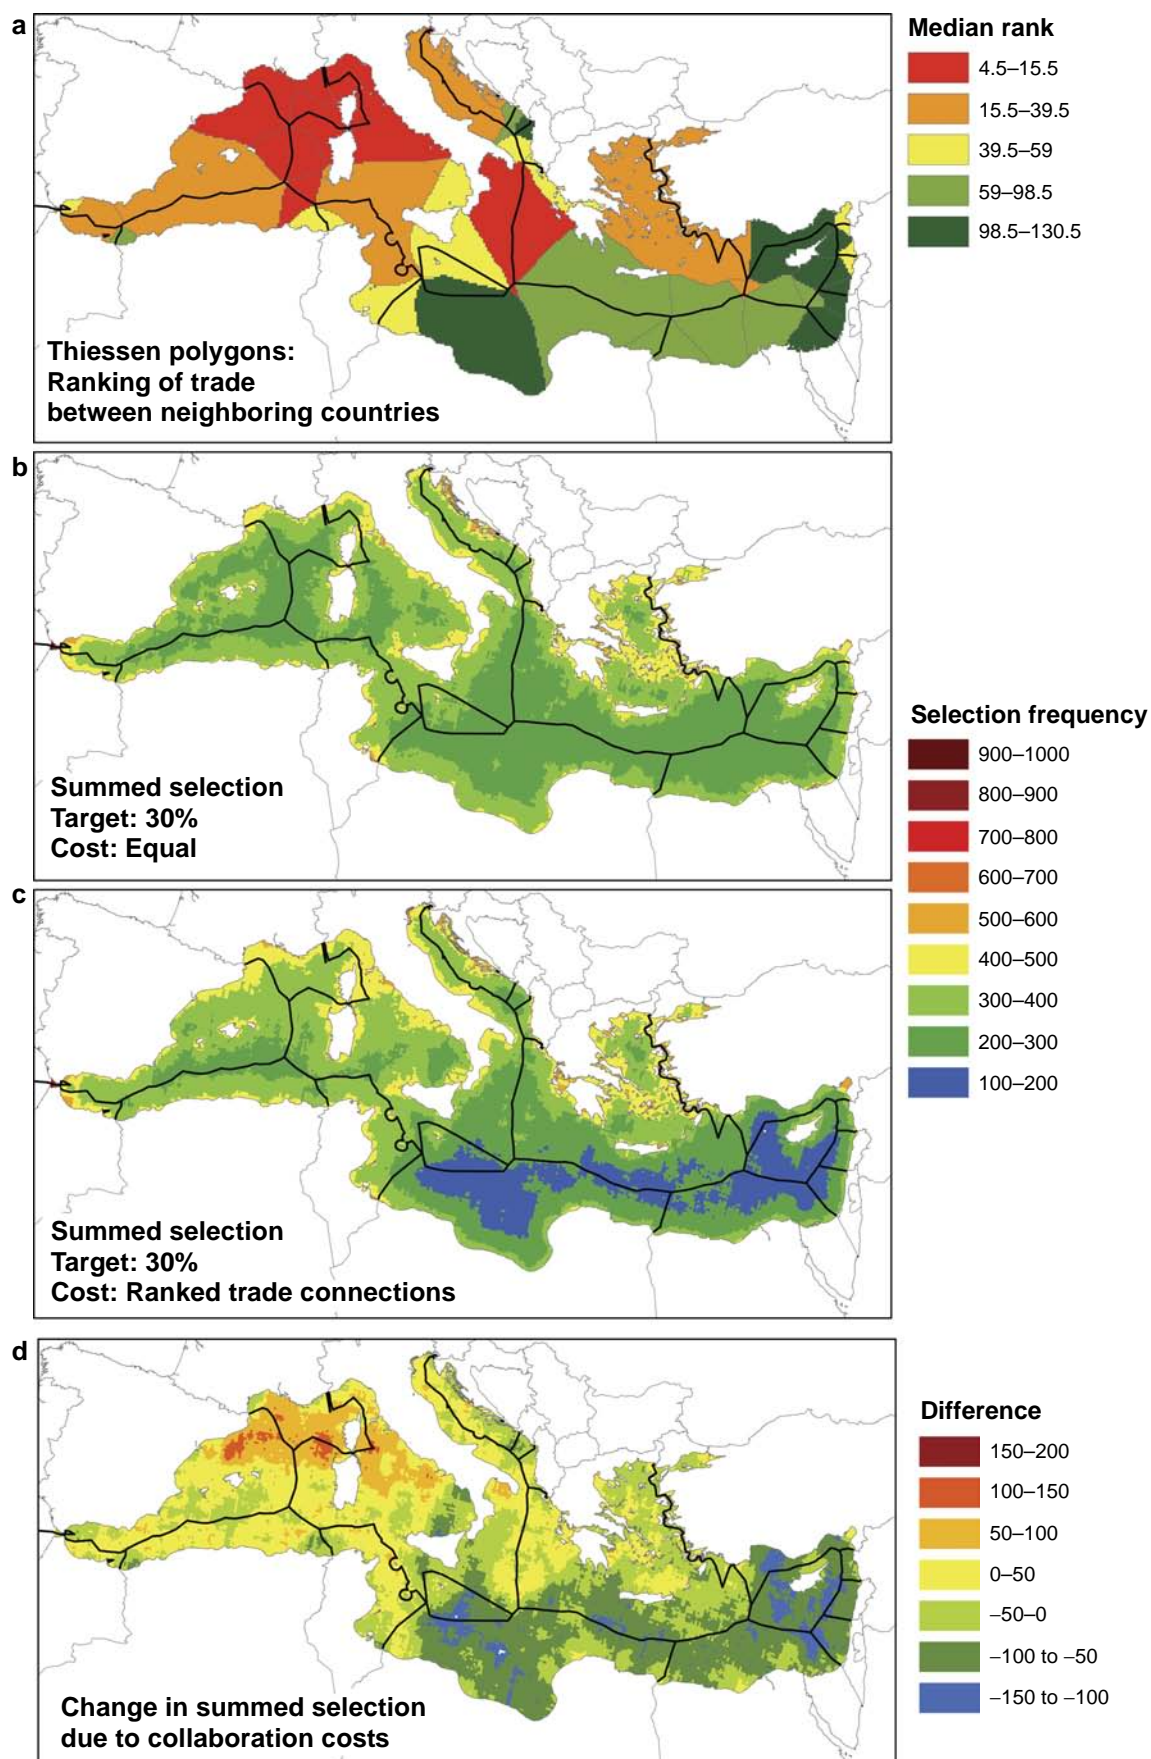 a
Median rank
4.5–15.5
15.5–39.5
39.5–59
59–98.5
98.5–130.5
Thiessen polygons:
Ranking of trade
between neighboring countries
b
Summed selection
Target: 30%
Cost: Equal
Selection frequency
900–1000
800–900
700–800
600–700
500–600
400–500
300–400
200–300
100–200
c
Summed selection
Target: 30%
Cost: Ranked trade connections
d
Difference
150–200
100–150
50–100
0–50
–50–0
–100 to –50
–150 to –100
Change in summed selection
due to collaboration costs